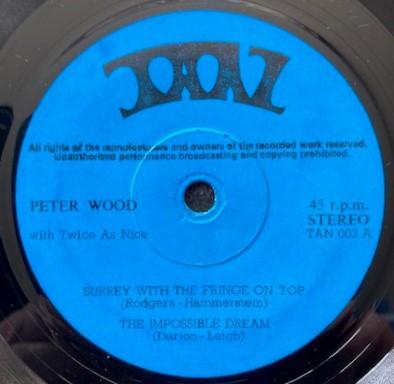 TAN
All rights of the manufacturers and owners of the recorded work reserved.
Unauthorised performance broadcasting and copying prohibited.
PETER WOOD
with Twice As Nice
45 r.p.m.
STEREO
TAN 003 A
SURREY WITH THE FRINGE ON TOP
(Rodgers - Hammerstein)
THE IMPOSSIBLE DREAM
(Darion - Leigh)